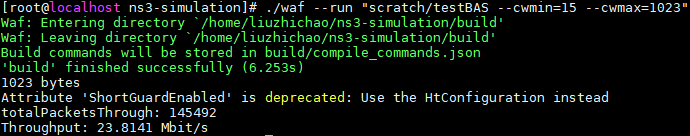 [root@localhost ns3-simulation]# ./waf --run "scratch/testBAS --cwmin=15 --cwmax=1023"
Waf: Entering directory `/home/liuzhichao/ns3-simulation/build'
Waf: Leaving directory `/home/liuzhichao/ns3-simulation/build'
Build commands will be stored in build/compile_commands.json
'build' finished successfully (6.253s)
1023 bytes
Attribute 'ShortGuardEnabled' is deprecated: Use the HtConfiguration instead
totalPacketsThrough: 145492
Throughput: 23.8141 Mbit/s